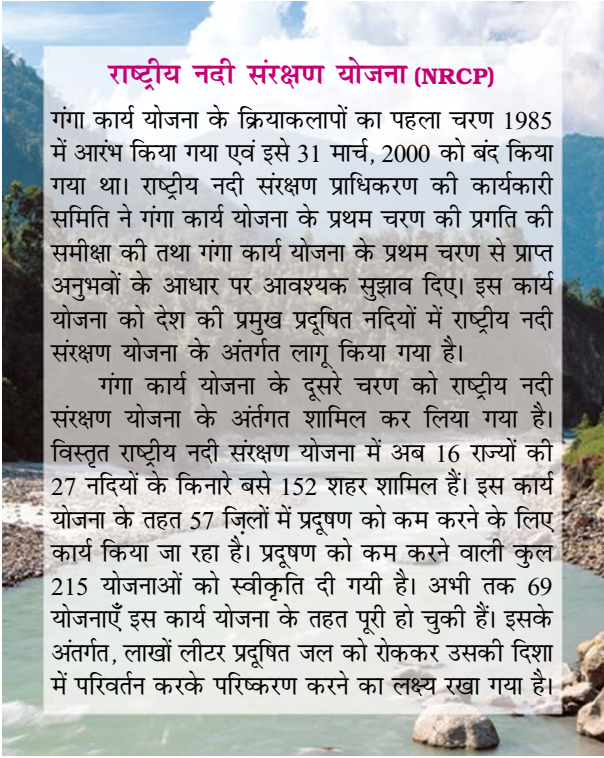 राष्ट्रीय नदी संरक्षण योजना (NRCP)
गंगा कार्य योजना के क्रियाकलापों का पहला चरण 1985
में आरंभ किया गया एवं इसे 31 मार्च, 2000 को बंद किया
गया था। राष्ट्रीय नदी संरक्षण प्राधिकरण की कार्यकारी
समिति ने गंगा कार्य योजना के प्रथम चरण की प्रगति की
समीक्षा की तथा गंगा कार्य योजना के प्रथम चरण से प्राप्त
अनुभवों के आधार पर आवश्यक सुझाव दिए। इस कार्य
योजना को देश की प्रमुख प्रदूषित नदियों में राष्ट्रीय नदी
संरक्षण योजना के अंतर्गत लागू किया गया है।
गंगा कार्य योजना के दूसरे चरण को राष्ट्रीय नदी
संरक्षण योजना के अंर्तगत शामिल कर लिया गया है।
विस्तृत राष्ट्रीय नदी संरक्षण योजना में अब 16 राज्यों की
27 नदियों के किनारे बसे 152 शहर शामिल हैं। इस कार्य
योजना के तहत 57 ज़िलों में प्रदूषण को कम करने के लिए
कार्य किया जा रहा है। प्रदूषण को कम करने वाली कुल
215 योजनाओं को स्वीकृति दी गयी है। अभी तक 69
योजनाएँ इस कार्य योजना के तहत पूरी हो चुकी हैं। इसके
अंतर्गत, लाखों लीटर प्रदूषित जल को रोककर उसकी दिशा
में परिवर्तन करके परिष्करण करने का लक्ष्य रखा गया है।